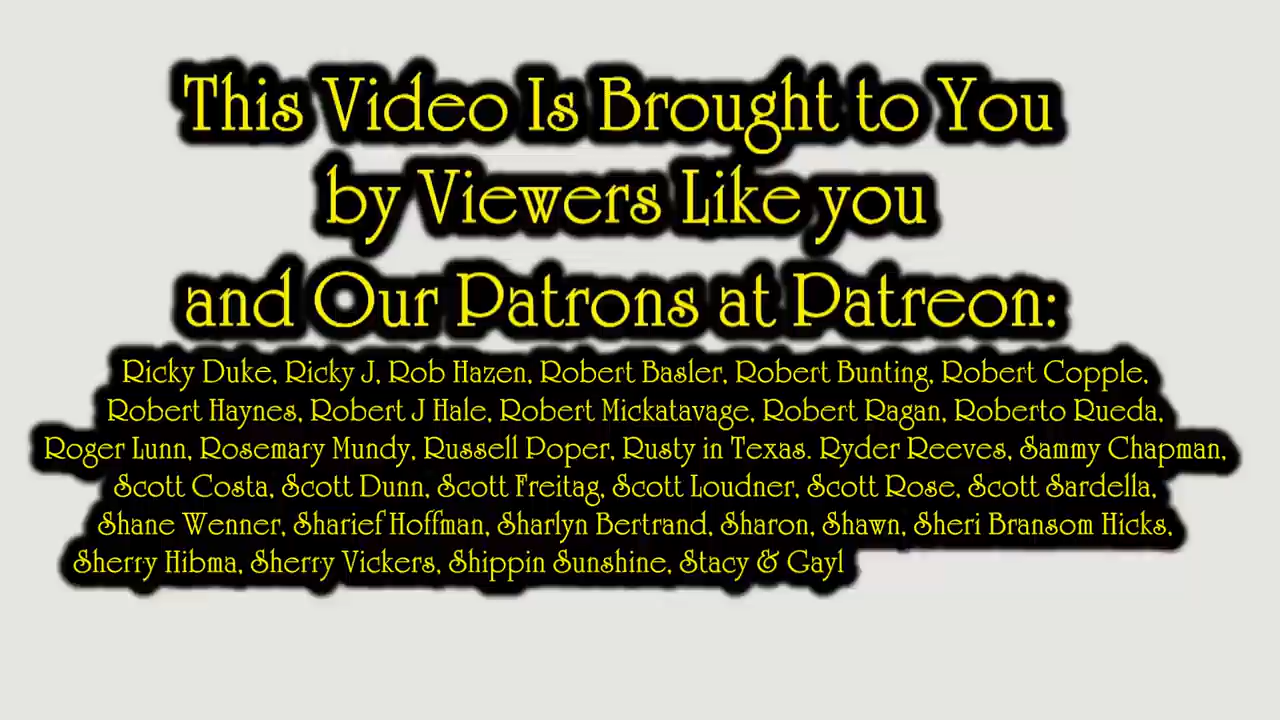 This Video Is Brought to You
by Viewers Like you
and Our Patrons at Patreon:
Ricky Duke, Ricky J, Rob Hazen, Robert Basler, Robert Bunting, Robert Copple,
Robert Haynes, Robert J Hale, Robert Mickatavage, Robert Ragan, Roberto Rueda,
Roger Lunn, Rosemary Mundy, Russell Poper, Rusty in Texas. Ryder Reeves, Sammy Chapman,
Scott Costa, Scott Dunn, Scott Freitag, Scott Loudner, Scott Rose, Scott Sardella,
Shane Wenner, Sharief Hoffman, Sharlyn Bertrand, Sharon, Shawn, Sheri Bransom Hicks,
Sherry Hibma, Sherry Vickers, Shippin Sunshine, Stacy & Gayl